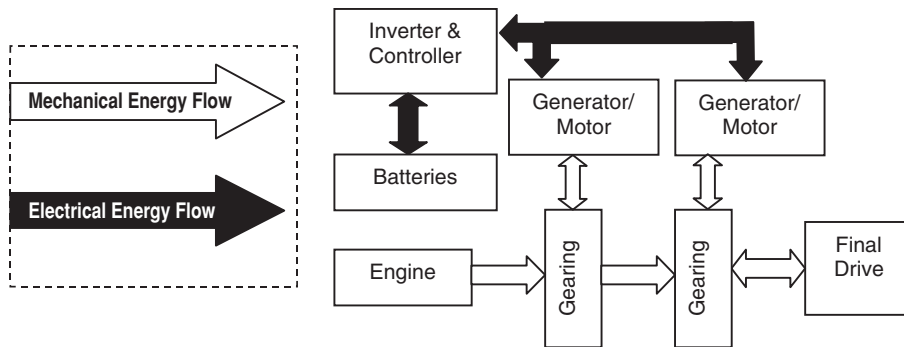 Mechanical Energy Flow
Electrical Energy Flow
Inverter &
Controller
Generator/
Motor
Generator/
Motor
Batteries
Engine
Gearing
Gearing
Final
Drive